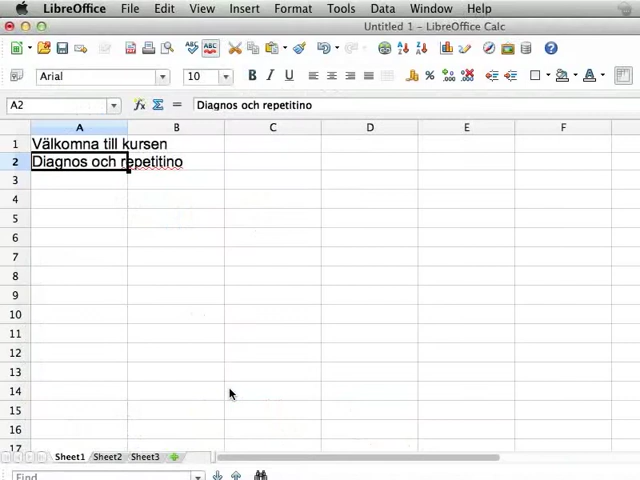 LibreOffice File Edit View Insert Format Tools Data Window Help
Untitled 1 - LibreOffice Calc
Arial 10 B I U
A2 Σ = Diagnos och repetitino
A B C D E F
1 Välkomna till kursen
2 Diagnos och repetitino
3
4
5
6
7
8
9
10
11
12
13
14
15
16
17
Sheet1 Sheet2 Sheet3
Find